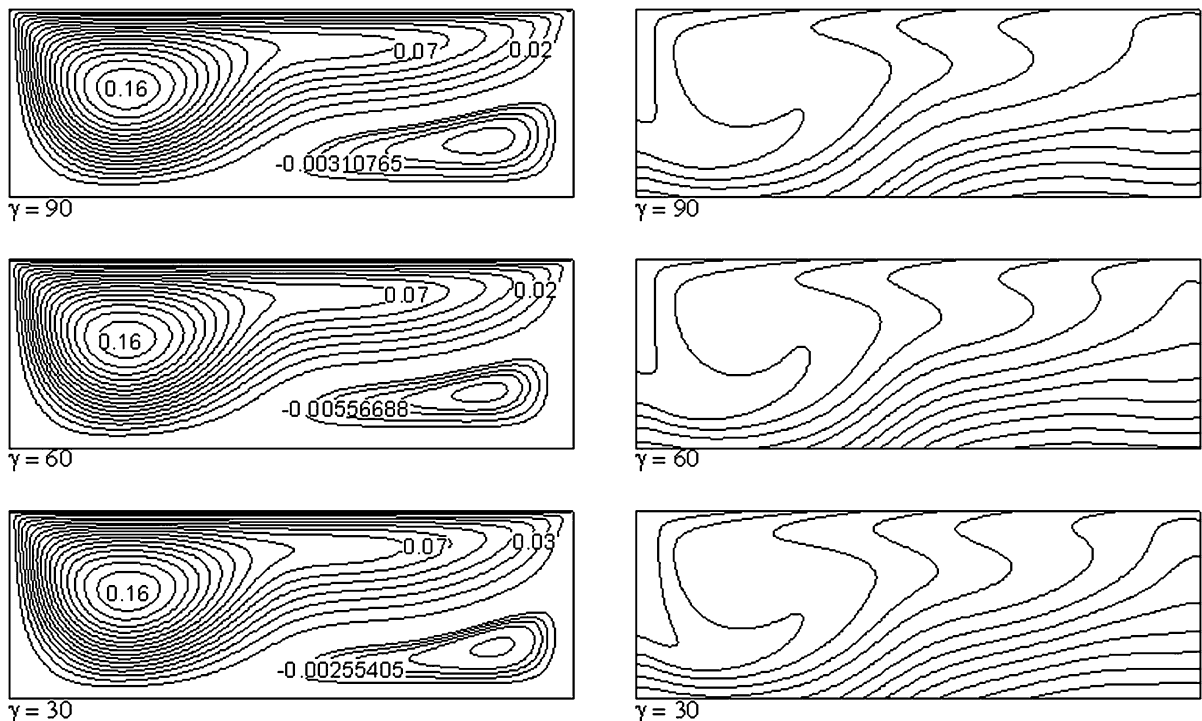 0.07
0.02
0.16
-0.00310765
γ = 90
γ = 90
0.07
0.02
0.16
-0.00556688
γ = 60
γ = 60
0.07
0.03
0.16
-0.00255405
γ = 30
γ = 30